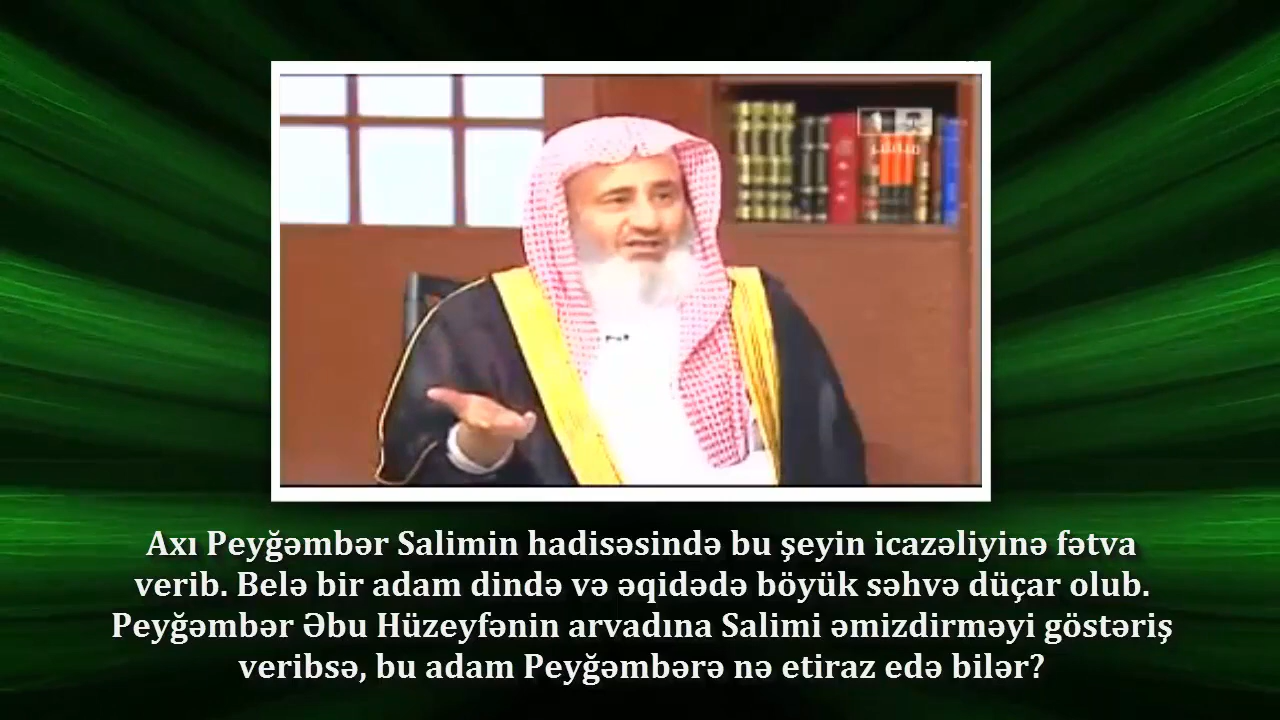 Axı Peyğəmbər Salimin hadisəsində bu şeyin icazəliyinə fətva
verib. Belə bir adam dində və əqidədə böyük səhvə düçar olub.
Peyğəmbər Əbu Hüzeyfənin arvadına Salimi əmizdirməyi göstəriş
veribsə, bu adam Peyğəmbərə nə etiraz edə bilər?